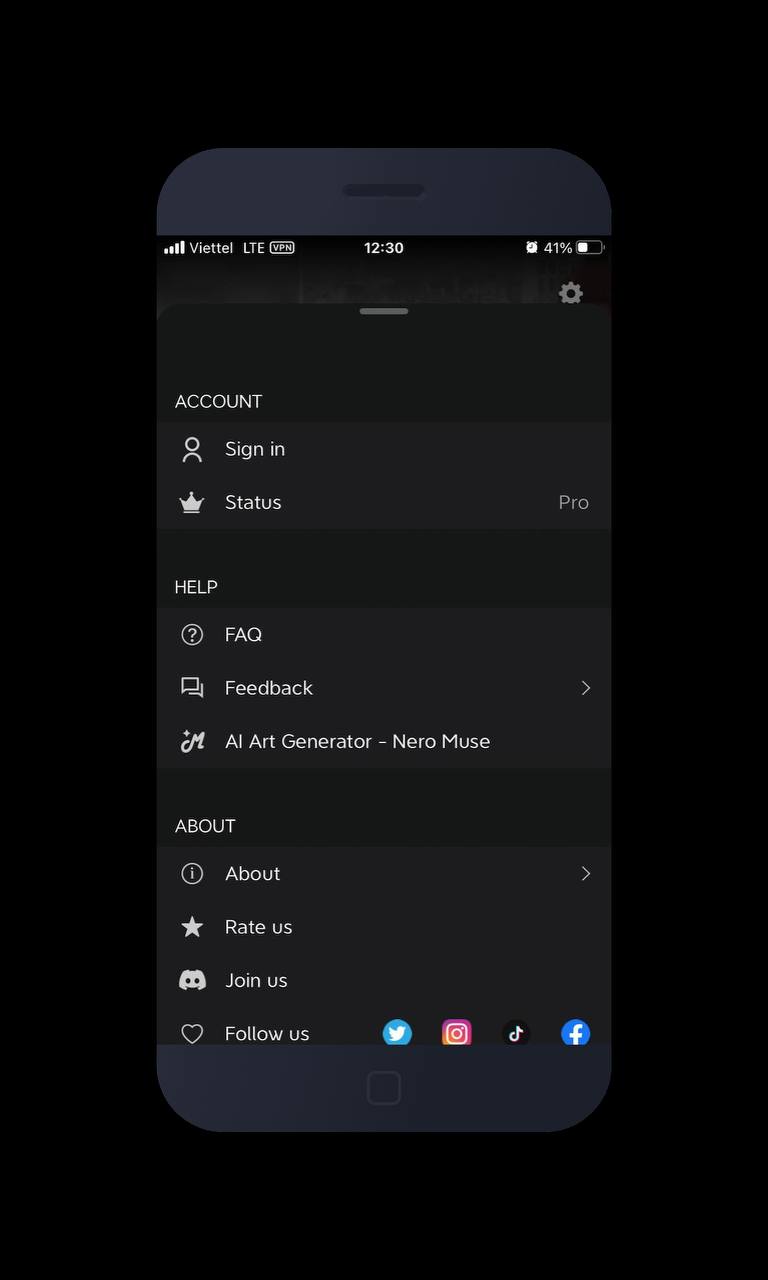 Viettel LTE VPN 12:30 41%
ACCOUNT
Sign in
Status Pro
HELP
FAQ
Feedback
AI Art Generator - Nero Muse
ABOUT
About
Rate us
Join us
Follow us